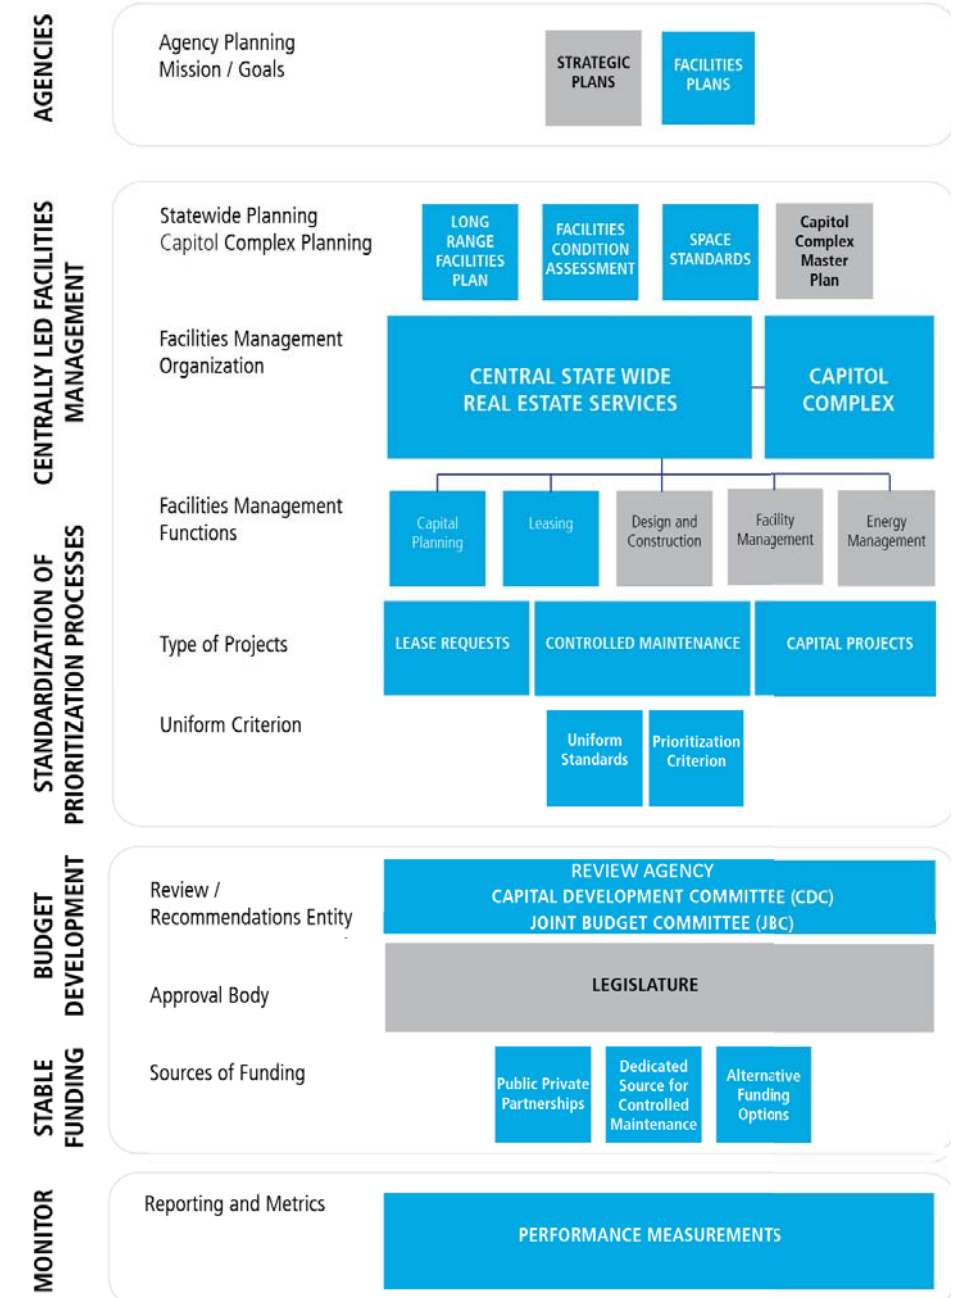 AGENCIES
Agency Planning
Mission / Goals
STRATEGIC
PLANS
FACILITIES
PLANS
CENTRALLY LED FACILITIES
MANAGEMENT
Statewide Planning
Capitol Complex Planning
LONG
RANGE
FACILITIES
PLAN
FACILITIES
CONDITION
ASSESSMENT
SPACE
STANDARDS
Capitol
Complex
Master
Plan
Facilities Management
Organization
CENTRAL STATE WIDE
REAL ESTATE SERVICES
CAPITOL
COMPLEX
Facilities Management
Functions
Capital
Planning
Leasing
Design and
Construction
Facility
Management
Energy
Management
STANDARDIZATION OF
PRIORITIZATION PROCESSES
Type of Projects
LEASE REQUESTS
CONTROLLED MAINTENANCE
CAPITAL PROJECTS
Uniform Criterion
Uniform
Standards
Prioritization
Criterion
BUDGET
DEVELOPMENT
Review /
Recommendations Entity
REVIEW AGENCY
CAPITAL DEVELOPMENT COMMITTEE (CDC)
JOINT BUDGET COMMITTEE (JBC)
Approval Body
LEGISLATURE
STABLE
FUNDING
Sources of Funding
Public Private
Partnerships
Dedicated
Source for
Controlled
Maintenance
Alternative
Funding
Options
MONITOR
Reporting and Metrics
PERFORMANCE MEASUREMENTS